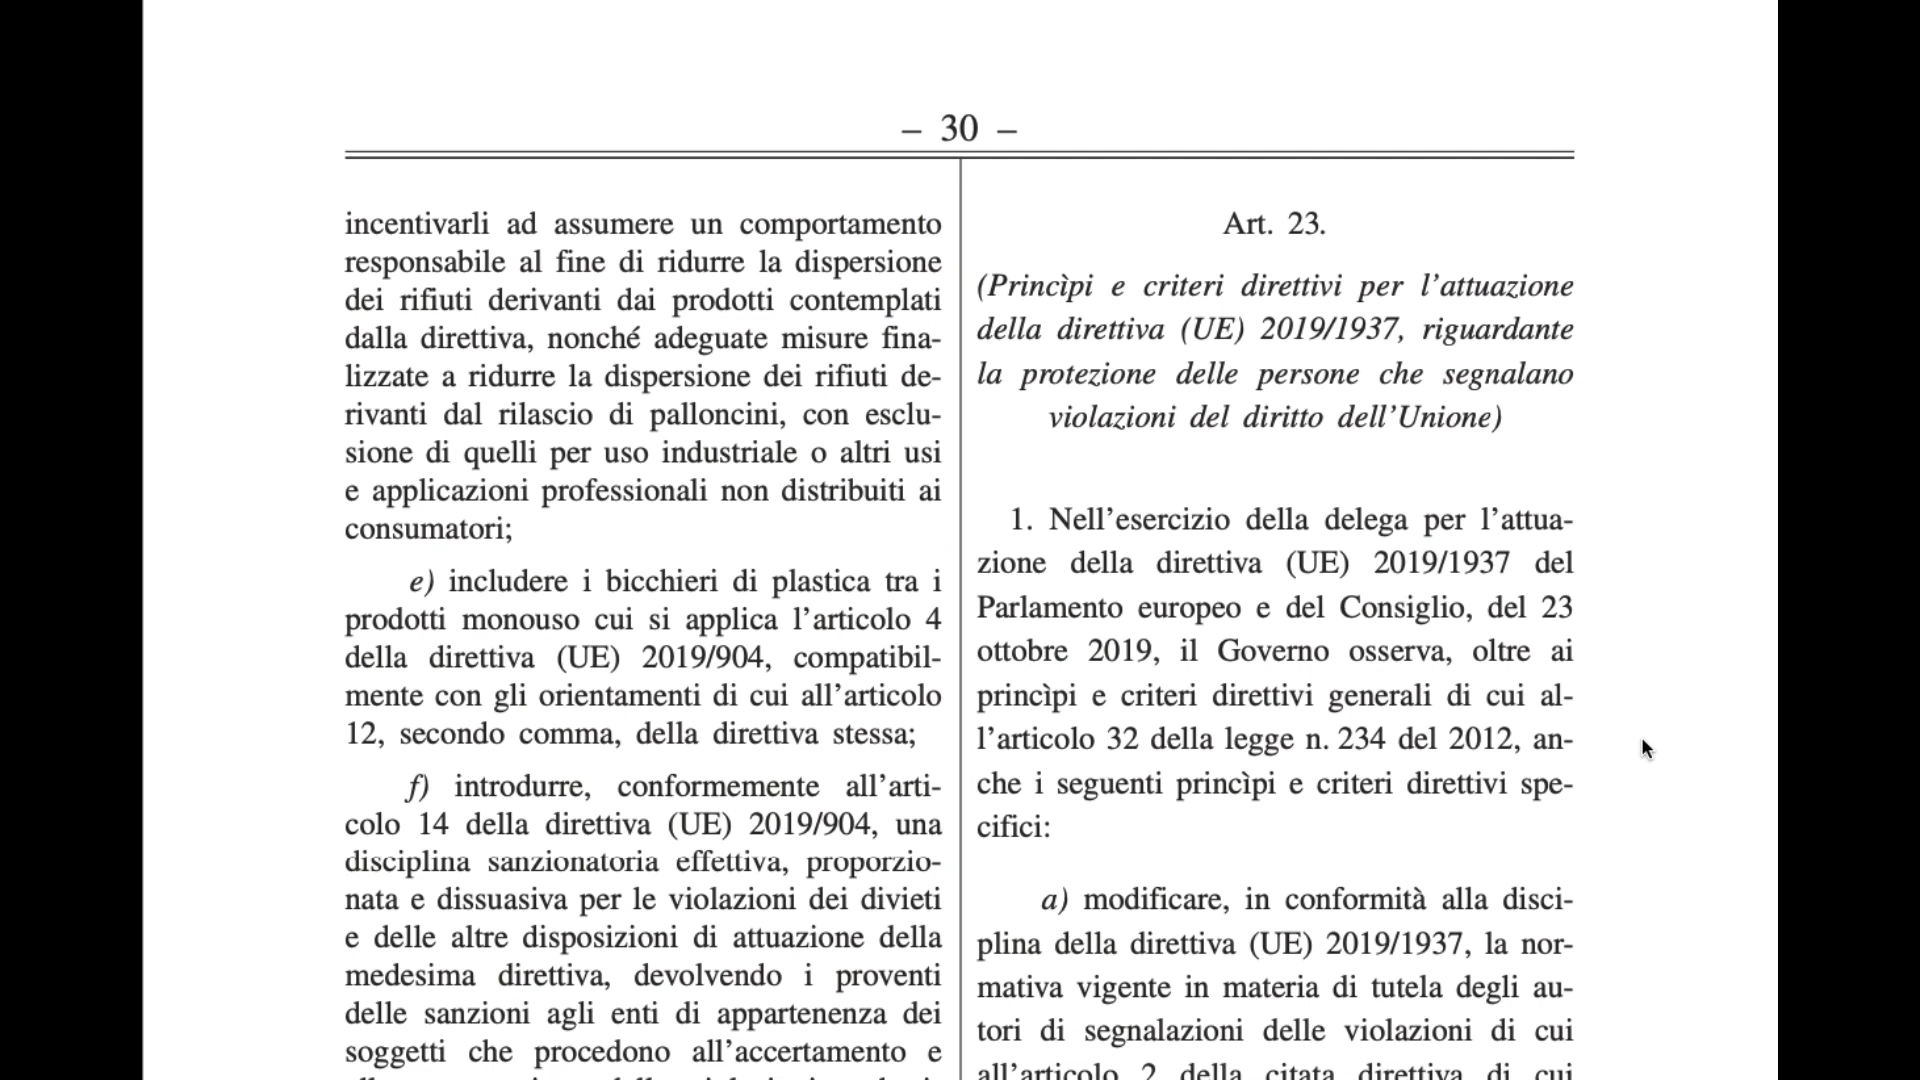 – 30 –
incentivarli ad assumere un comportamento
responsabile al fine di ridurre la dispersione
dei rifiuti derivanti dai prodotti contemplati
dalla direttiva, nonché adeguate misure fina-
lizzate a ridurre la dispersione dei rifiuti de-
rivanti dal rilascio di palloncini, con esclu-
sione di quelli per uso industriale o altri usi
e applicazioni professionali non distribuiti ai
consumatori;
e) includere i bicchieri di plastica tra i
prodotti monouso cui si applica l’articolo 4
della direttiva (UE) 2019/904, compatibil-
mente con gli orientamenti di cui all’articolo
12, secondo comma, della direttiva stessa;
f) introdurre, conformemente all’arti-
colo 14 della direttiva (UE) 2019/904, una
disciplina sanzionatoria effettiva, proporzio-
nata e dissuasiva per le violazioni dei divieti
e delle altre disposizioni di attuazione della
medesima direttiva, devolvendo i proventi
delle sanzioni agli enti di appartenenza dei
soggetti che procedono all’accertamento e
Art. 23.
(Princìpi e criteri direttivi per l’attuazione
della direttiva (UE) 2019/1937, riguardante
la protezione delle persone che segnalano
violazioni del diritto dell’Unione)
1. Nell’esercizio della delega per l’attua-
zione della direttiva (UE) 2019/1937 del
Parlamento europeo e del Consiglio, del 23
ottobre 2019, il Governo osserva, oltre ai
princìpi e criteri direttivi generali di cui al-
l’articolo 32 della legge n. 234 del 2012, an-
che i seguenti princìpi e criteri direttivi spe-
cifici:
a) modificare, in conformità alla disci-
plina della direttiva (UE) 2019/1937, la nor-
mativa vigente in materia di tutela degli au-
tori di segnalazioni delle violazioni di cui
all’articolo 2 della citata direttiva di cui